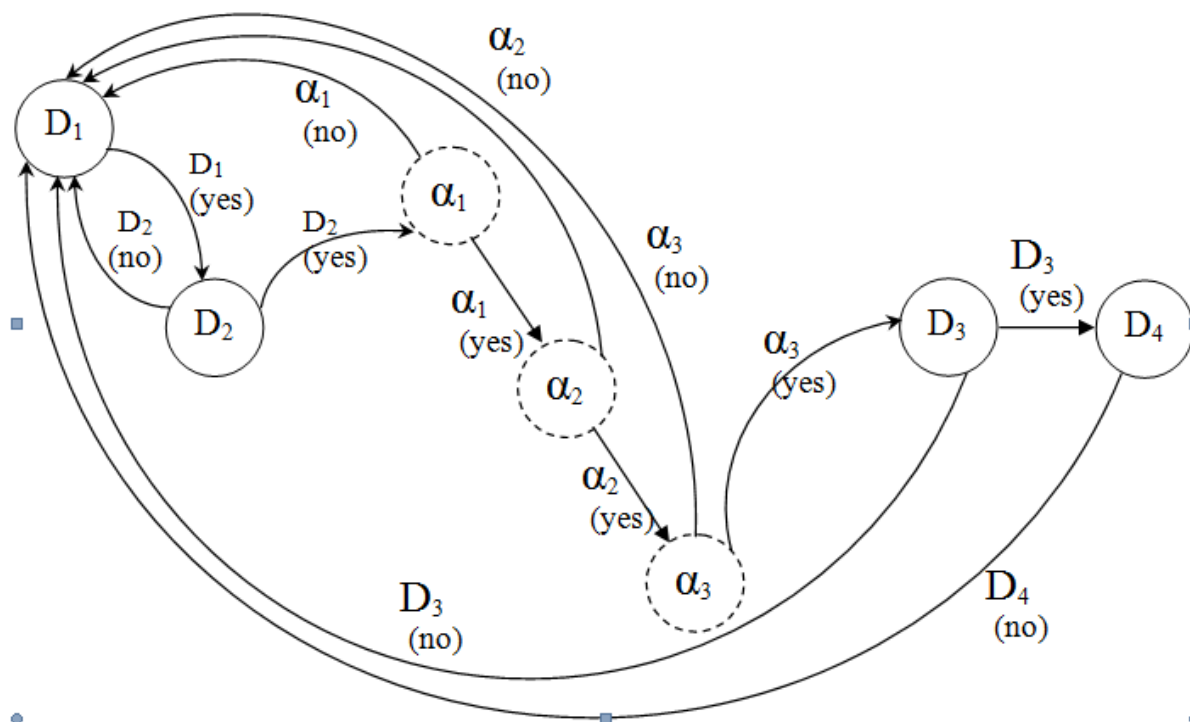 α₂
(no)
α₁
(no)
D₁
D₁
(yes)
α₁
D₂
(no)
D₂
(yes)
α₃
(no)
D₃
(yes)
D₂
α₁
(yes)
D₃
D₄
α₃
(yes)
α₂
α₂
(yes)
α₃
D₃
(no)
D₄
(no)